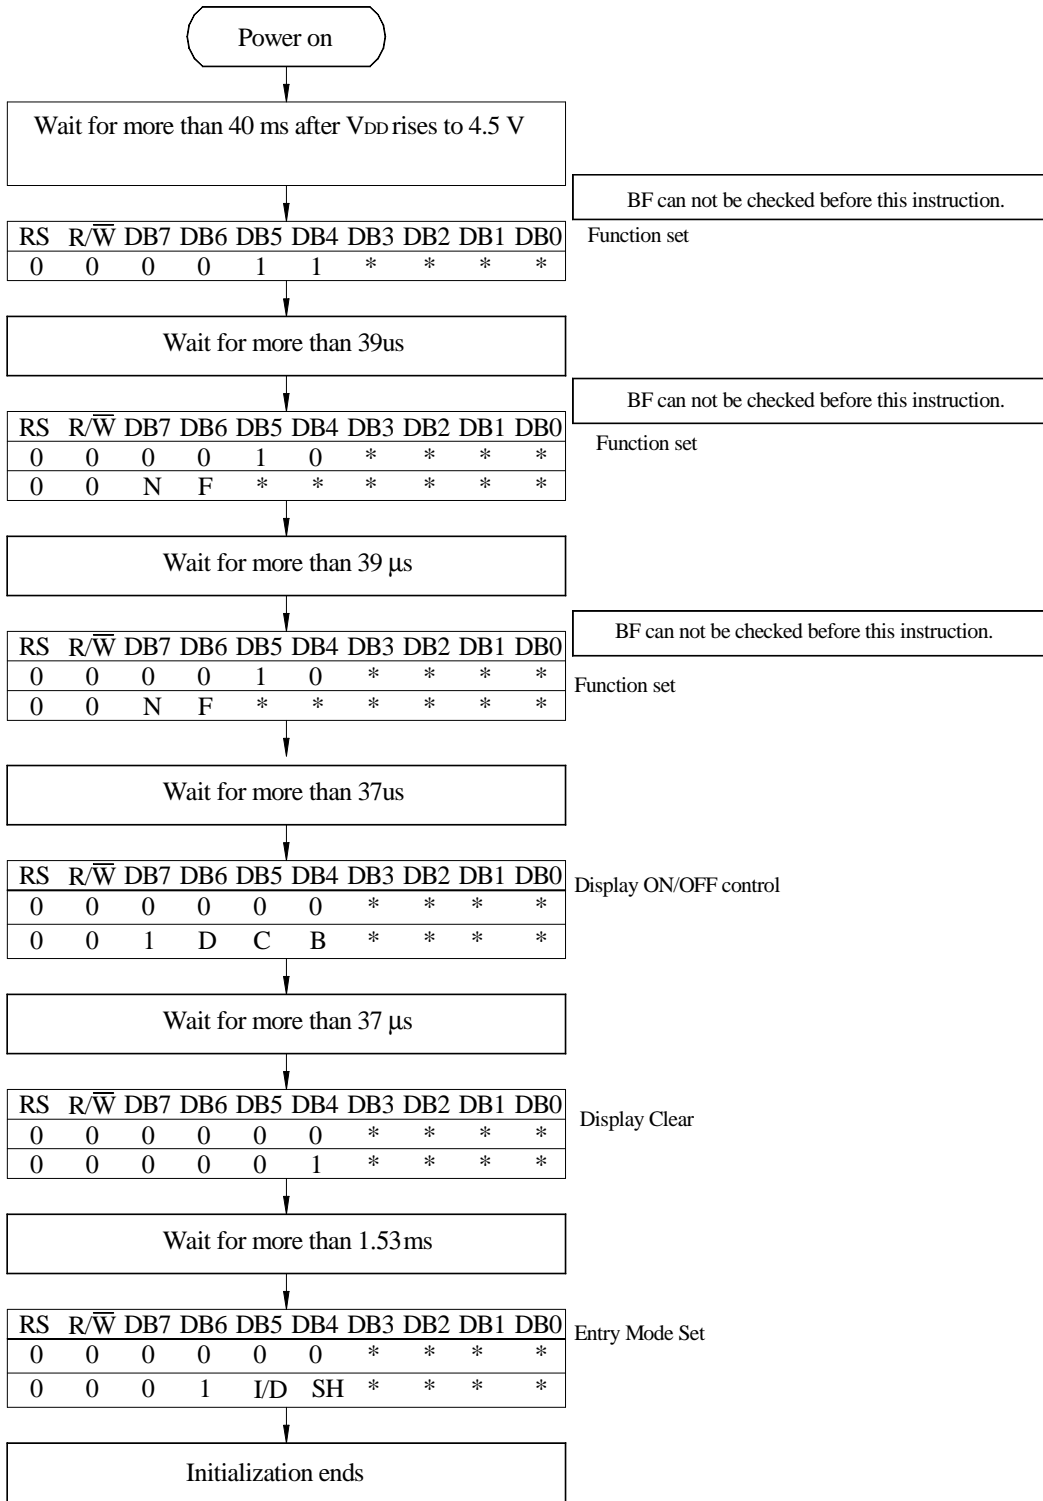 Power on
Wait for more than 40 ms after VDD rises to 4.5 V
BF can not be checked before this instruction.
RS R/W̅ DB7 DB6 DB5 DB4 DB3 DB2 DB1 DB0
Function set
0 0 0 0 1 1 * * * *
Wait for more than 39us
BF can not be checked before this instruction.
RS R/W̅ DB7 DB6 DB5 DB4 DB3 DB2 DB1 DB0
Function set
0 0 0 0 1 0 * * * *
0 0 N F * * * * * *
Wait for more than 39 µs
BF can not be checked before this instruction.
RS R/W̅ DB7 DB6 DB5 DB4 DB3 DB2 DB1 DB0
0 0 0 0 1 0 * * * *
Function set
0 0 N F * * * * * *
Wait for more than 37us
RS R/W̅ DB7 DB6 DB5 DB4 DB3 DB2 DB1 DB0
Display ON/OFF control
0 0 0 0 0 0 * * * *
0 0 1 D C B * * * *
Wait for more than 37 µs
RS R/W̅ DB7 DB6 DB5 DB4 DB3 DB2 DB1 DB0
Display Clear
0 0 0 0 0 0 * * * *
0 0 0 0 0 1 * * * *
Wait for more than 1.53ms
RS R/W̅ DB7 DB6 DB5 DB4 DB3 DB2 DB1 DB0
Entry Mode Set
0 0 0 0 0 0 * * * *
0 0 0 1 I/D SH * * * *
Initialization ends